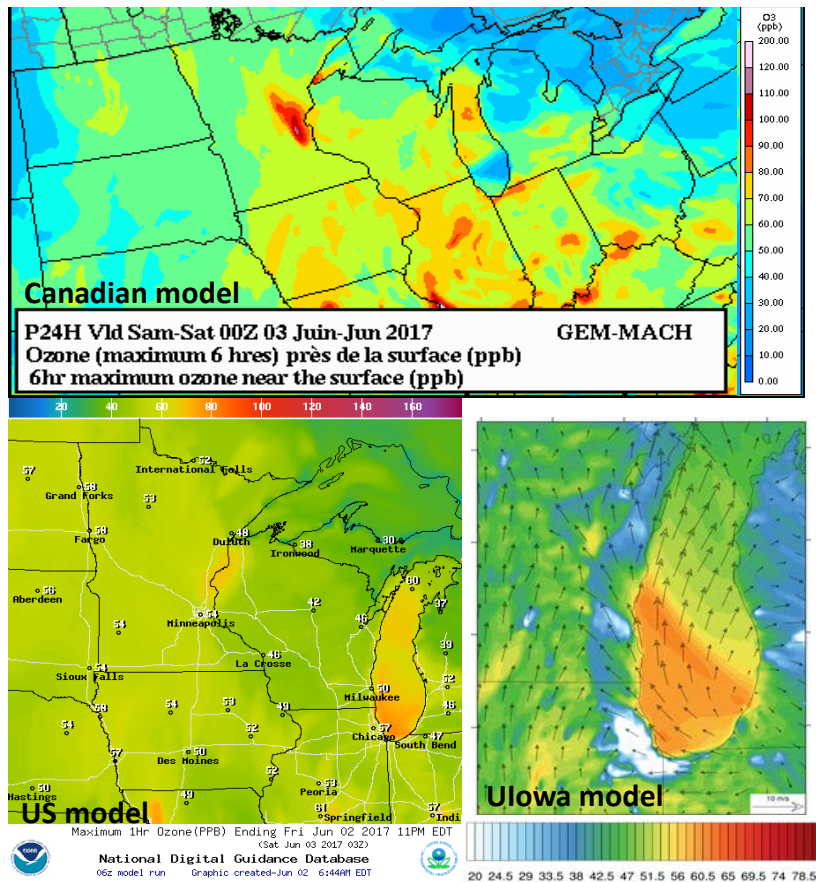 O3
(ppb)
200.00
120.00
110.00
100.00
90.00
80.00
70.00
60.00
50.00
40.00
30.00
20.00
10.00
0.00
Canadian model
P24H Vld Sam-Sat 00Z 03 Juin-Jun 2017 GEM-MACH
Ozone (maximum 6 hres) près de la surface (ppb)
6hr maximum ozone near the surface (ppb)
20 40 60 80 100 120 140 160
52
International Falls
57
58
Grand Forks
53
58
Fargo
48
Duluth
38
Ironwood
30
Marquette
60
56
Aberdeen
54
Minneapolis
42
46
37
54
46
La Crosse
39
54
Sioux Falls
50
Milwaukee
52
58
54
53
49
46
54
52
57
Chicago
47
South Bend
57
50
Des Moines
52
53
Peoria
50
Hastings
49
61
Springfield
57
Indi
US model
Maximum 1Hr Ozone(PPB) Ending Fri Jun 02 2017 11PM EDT
(Sat Jun 03 2017 03Z)
National Digital Guidance Database
06z model run Graphic created-Jun 02 6:44AM EDT
UIowa model
10 m/s
20 24.5 29 33.5 38 42.5 47 51.5 56 60.5 65 69.5 74 78.5